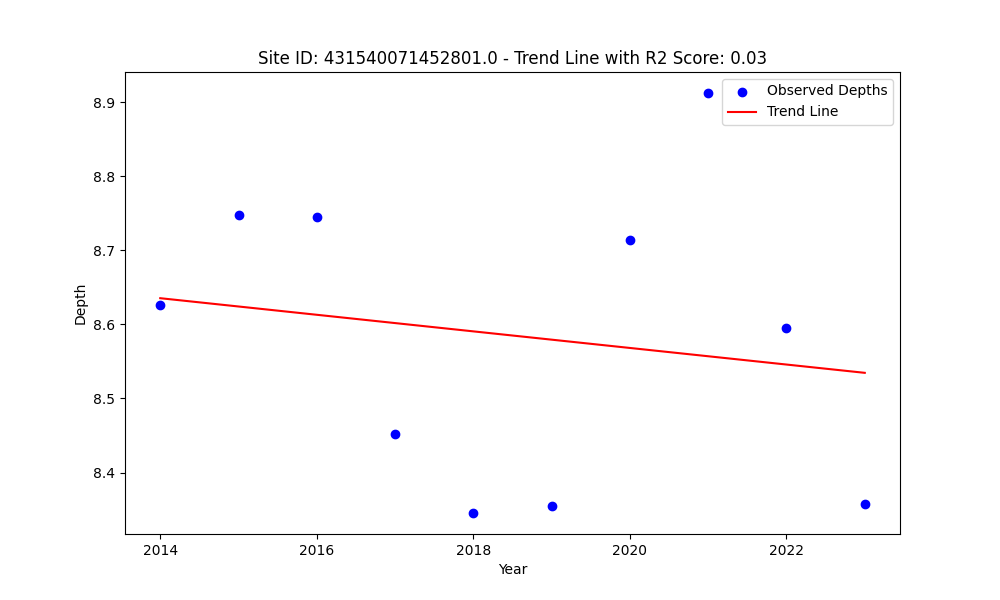 Site ID: 431540071452801.0 - Trend Line with R2 Score: 0.03
Observed Depths
Trend Line
8.9
8.8
8.7
8.6
8.5
8.4
Depth
2014
2016
2018
2020
2022
Year